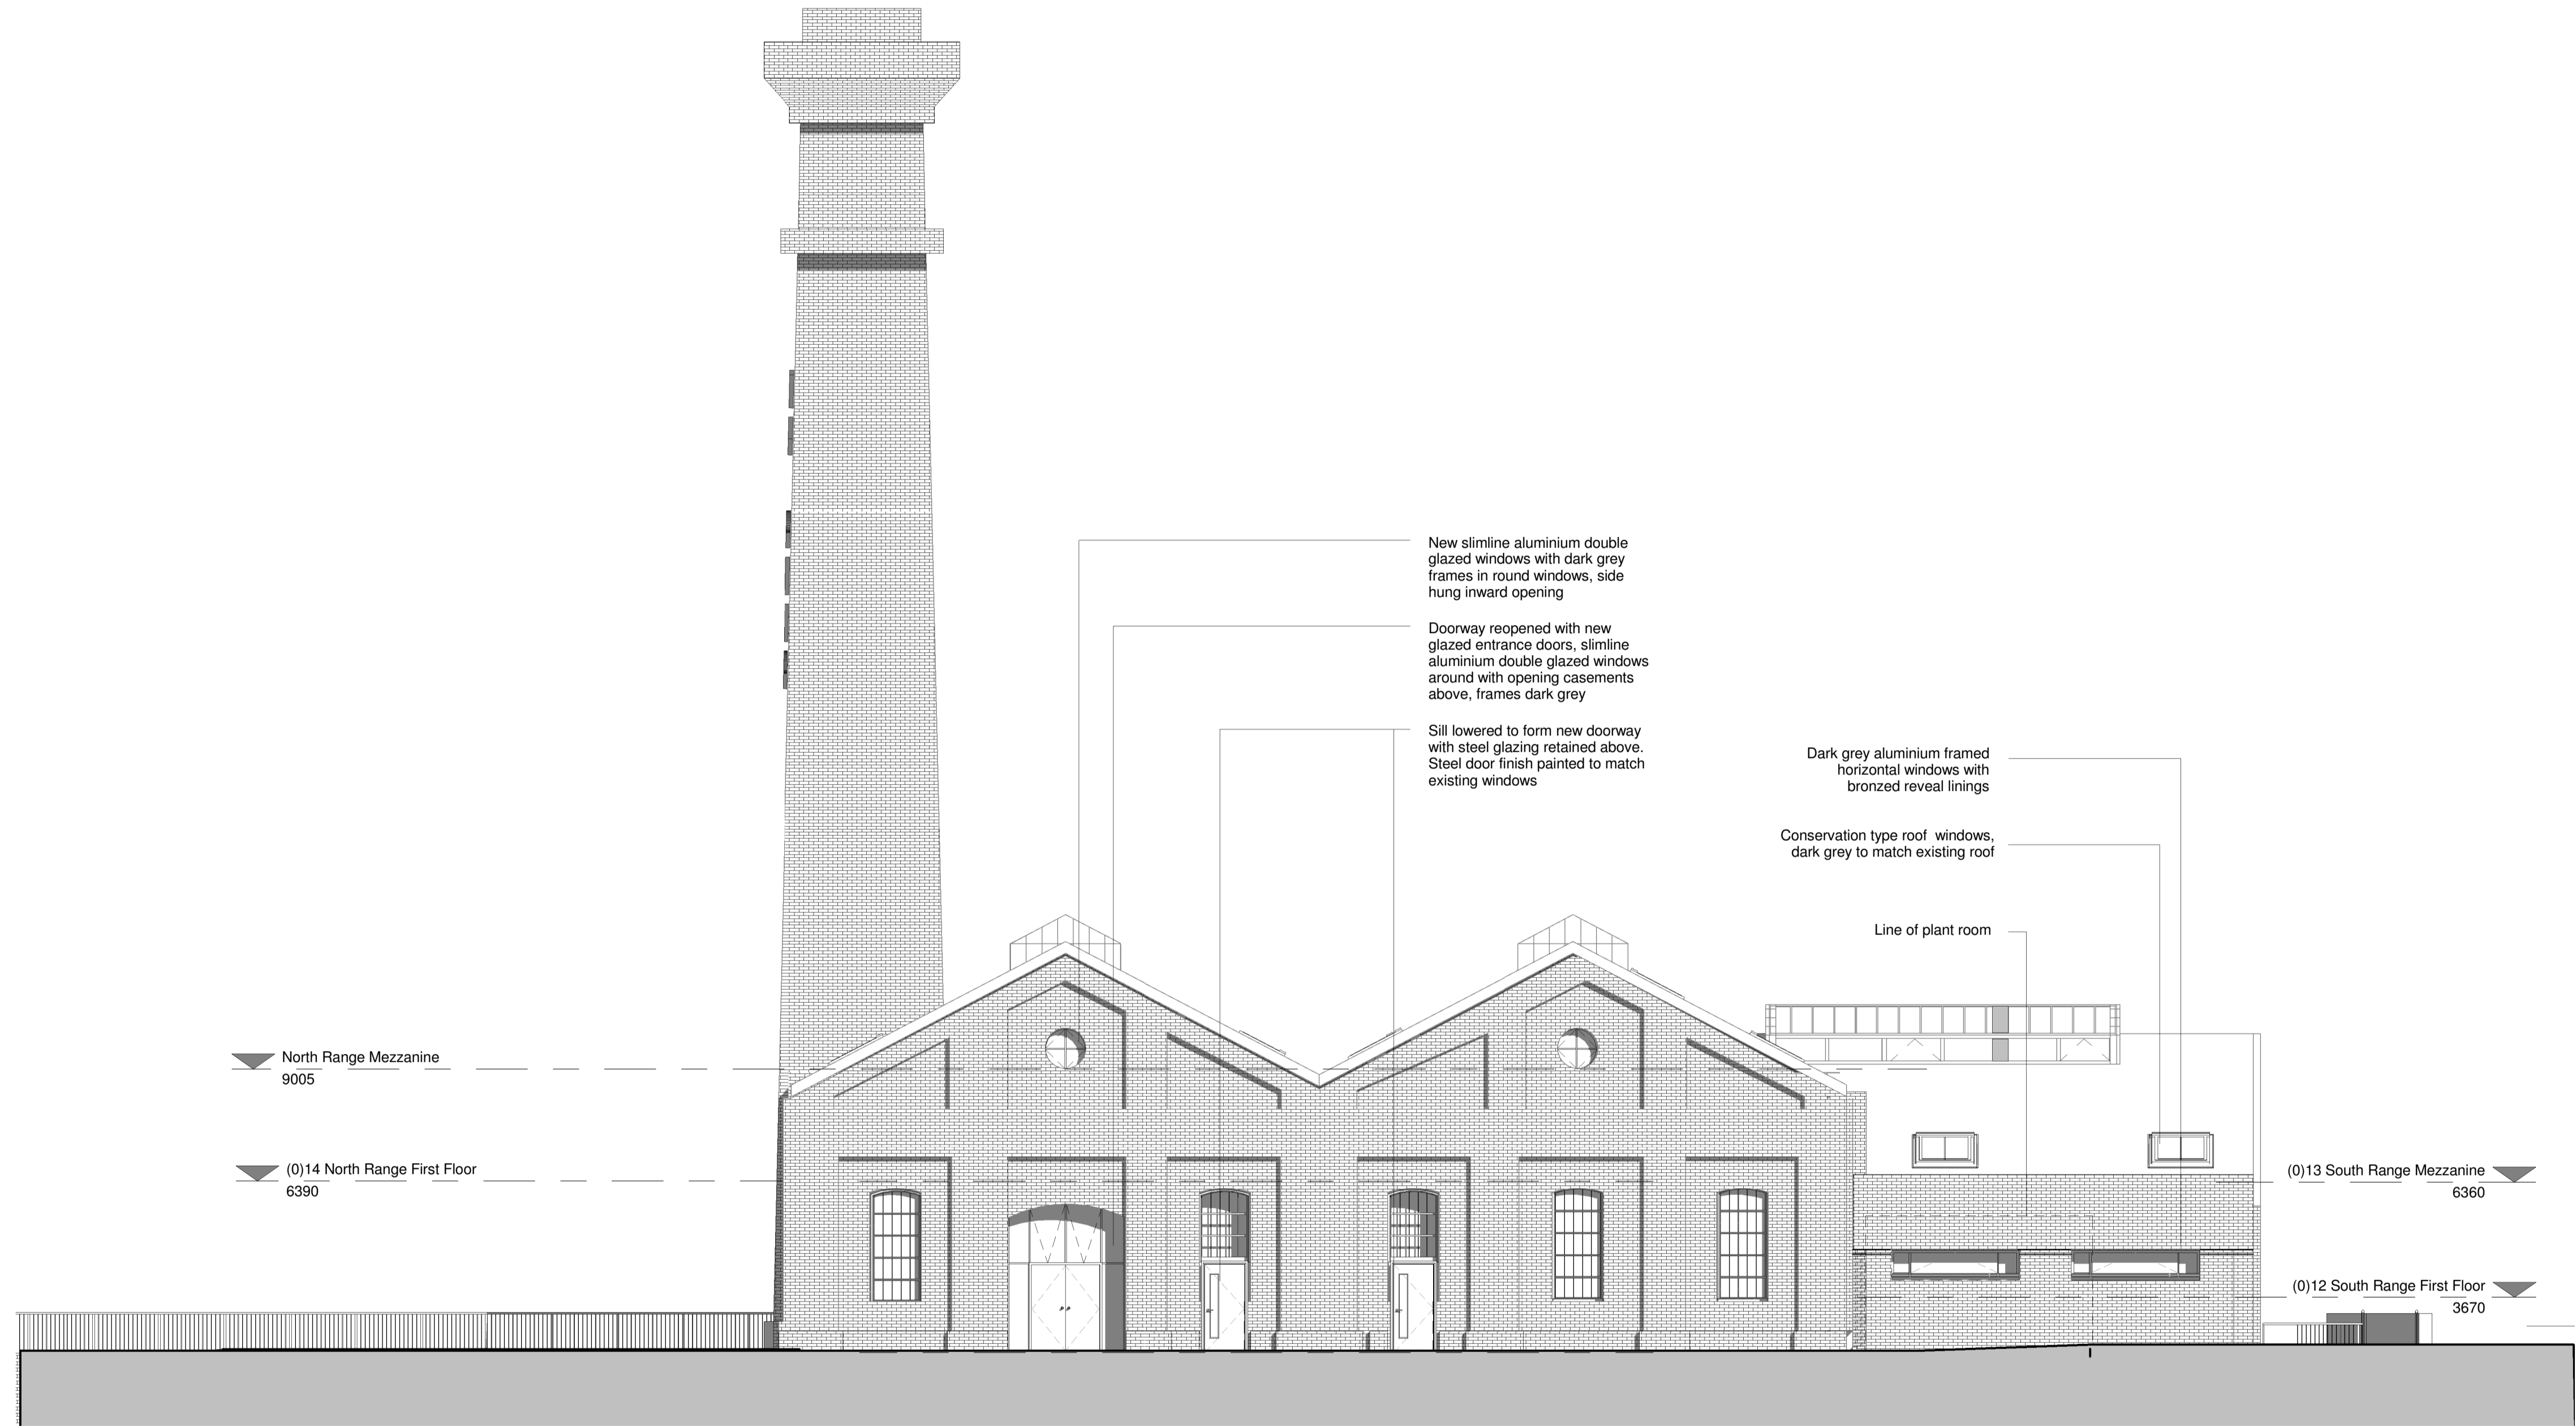 New slimline aluminium double
glazed windows with dark grey
frames in round windows, side
hung inward opening
Doorway reopened with new
glazed entrance doors, slimline
aluminium double glazed windows
around with opening casements
above, frames dark grey
Sill lowered to form new doorway
with steel glazing retained above.
Steel door finish painted to match
existing windows
Dark grey aluminium framed
horizontal windows with
bronzed reveal linings
Conservation type roof  windows,
dark grey to match existing roof
Line of plant room
North Range Mezzanine
9005
(0)14 North Range First Floor
6390
(0)13 South Range Mezzanine
6360
(0)12 South Range First Floor
3670